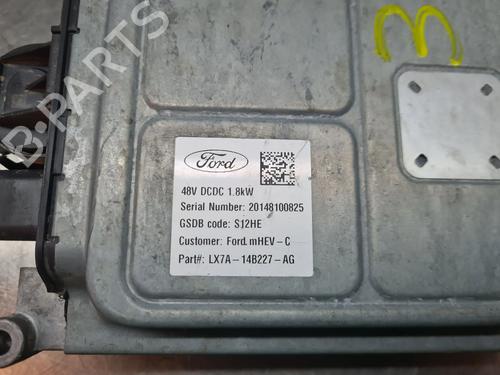 3
B-PARTS
Ford
48V DCDC 1.8kW
Serial Number: 20148100825
GSDB code: S12HE
Customer: Ford mHEV-C
Part#: LX7A-14B227-AG